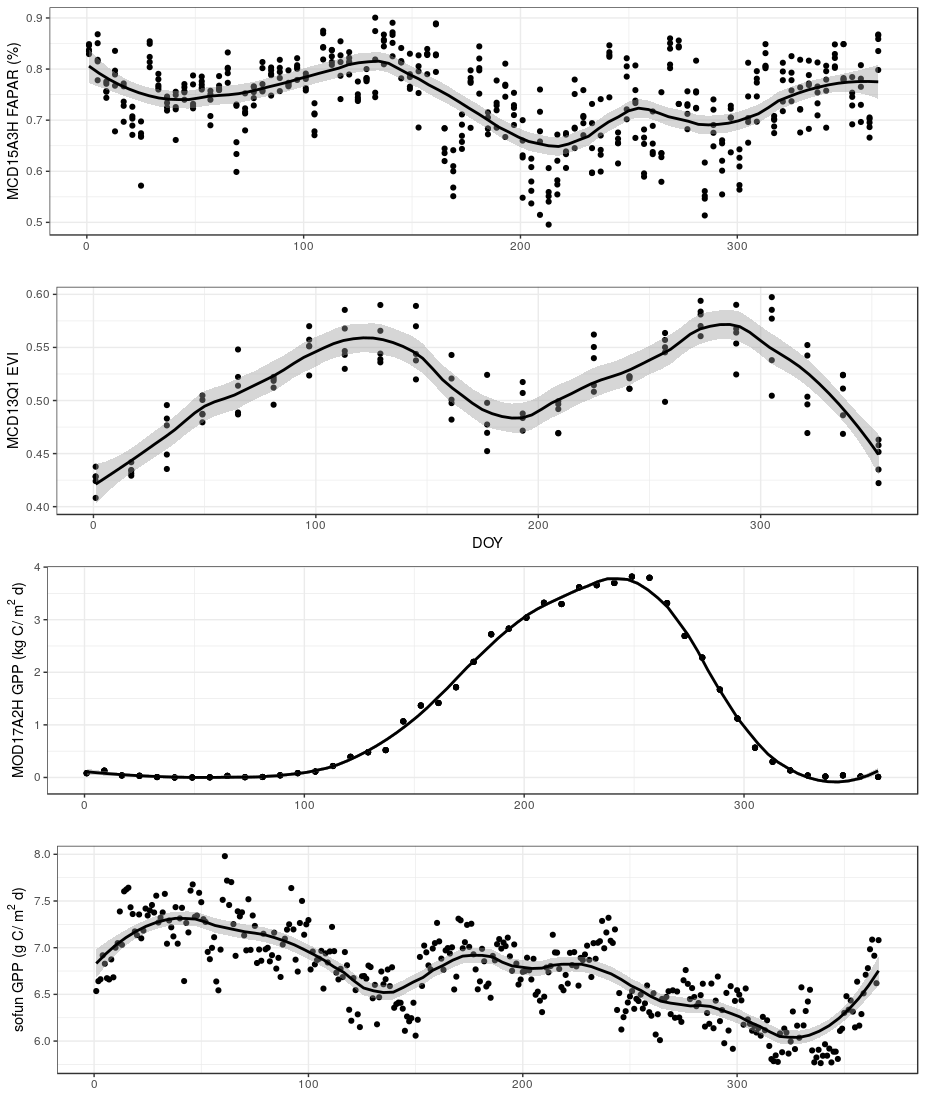 MCD15A3H FAPAR (%)
0.9
0.8
0.7
0.6
0.5
0 100 200 300
MCD13Q1 EVI
0.60
0.55
0.50
0.45
0.40
0 100 200 300
DOY
MOD17A2H GPP (kg C/ m² d)
4
3
2
1
0
0 100 200 300
sofun GPP (g C/ m² d)
8.0
7.5
7.0
6.5
6.0
0 100 200 300